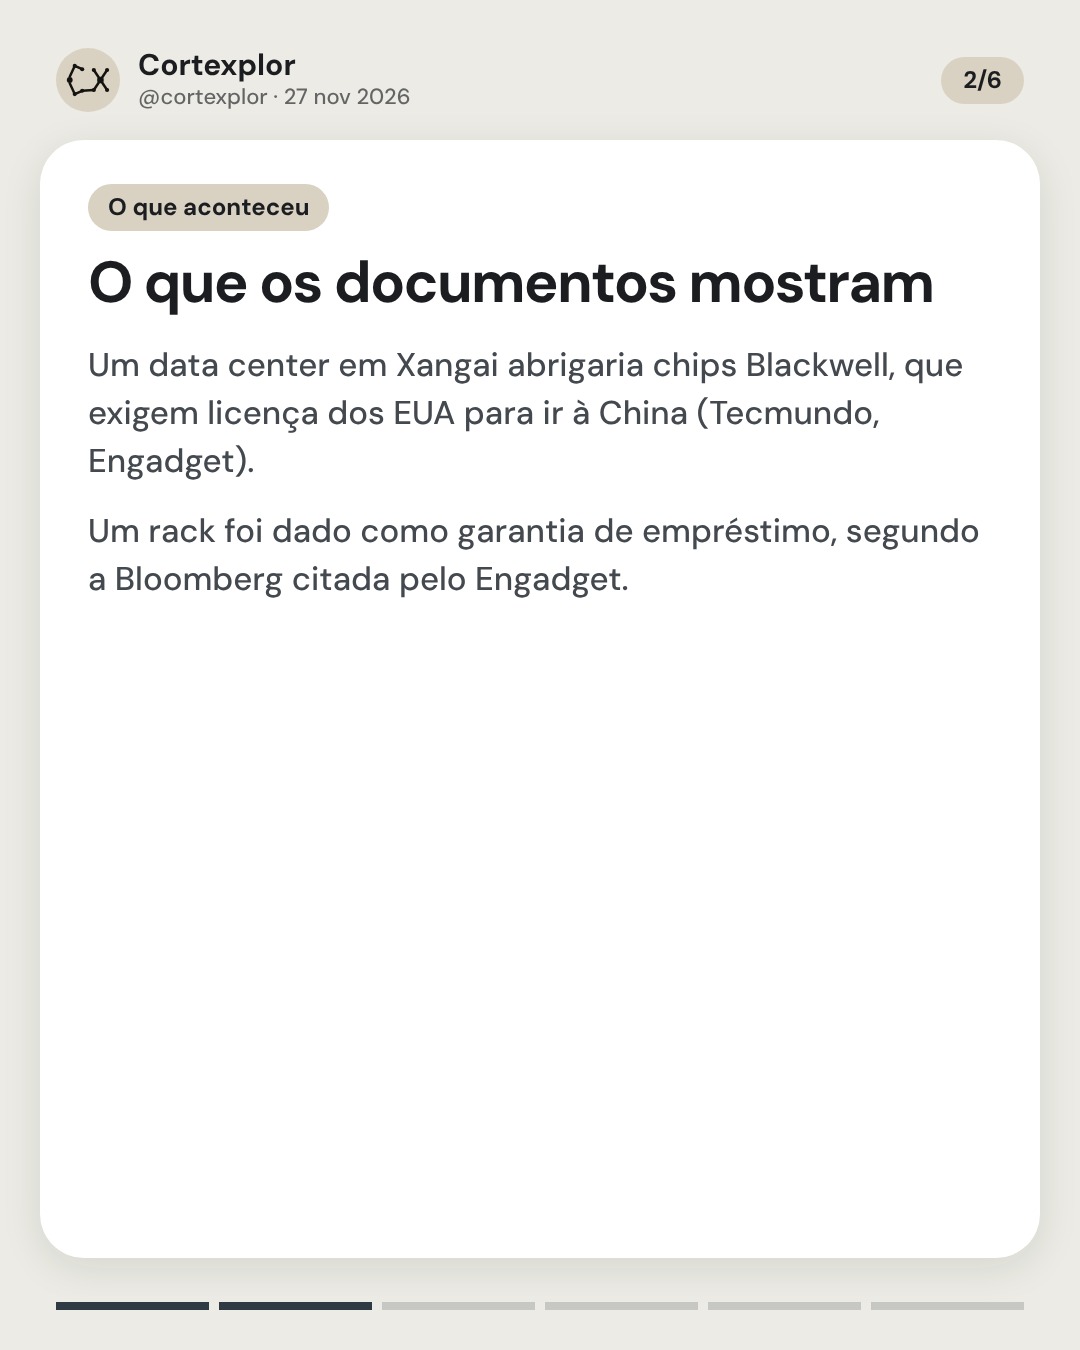 Cortexplor
@cortexplor · 27 nov 2026
2/6
O que aconteceu
O que os documentos mostram
Um data center em Xangai abrigaria chips Blackwell, que
exigem licença dos EUA para ir à China (Tecmundo,
Engadget).
Um rack foi dado como garantia de empréstimo, segundo
a Bloomberg citada pelo Engadget.